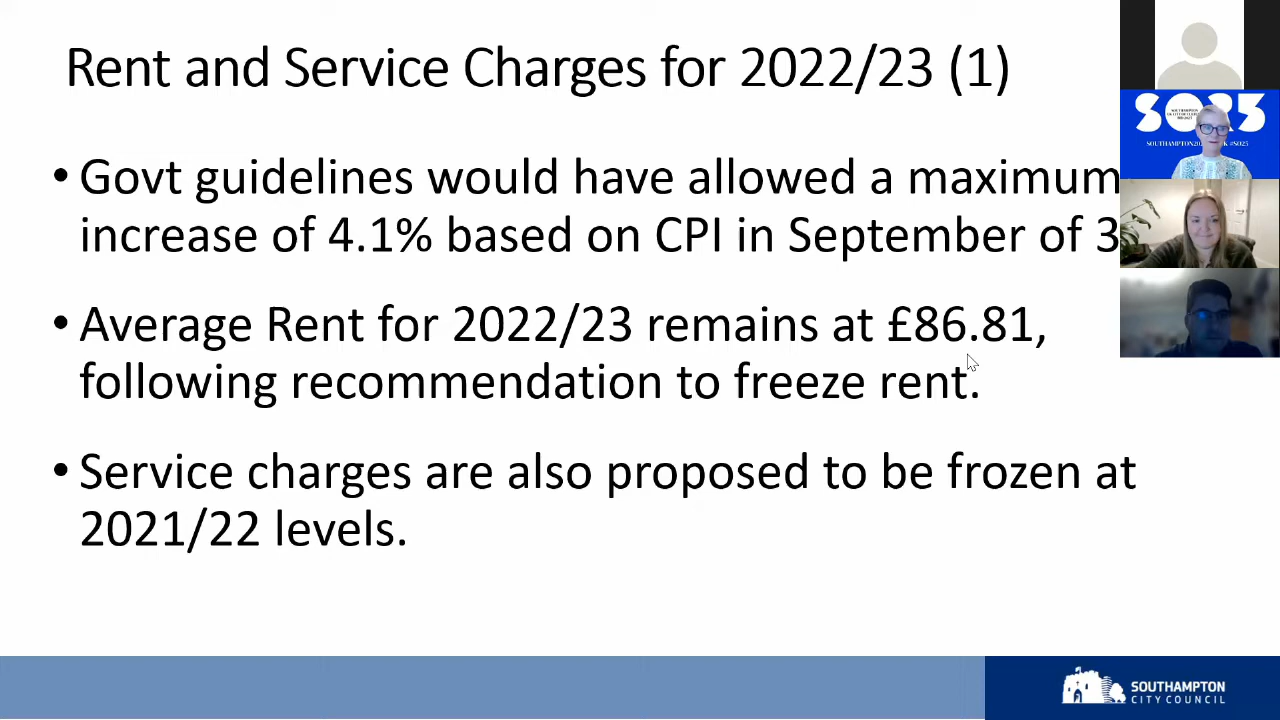 Rent and Service Charges for 2022/23 (1)
• Govt guidelines would have allowed a maximum
increase of 4.1% based on CPI in September of 3
• Average Rent for 2022/23 remains at £86.81,
following recommendation to freeze rent.
• Service charges are also proposed to be frozen at
2021/22 levels.
SO25
SOUTHAMPTON
CITY COUNCIL